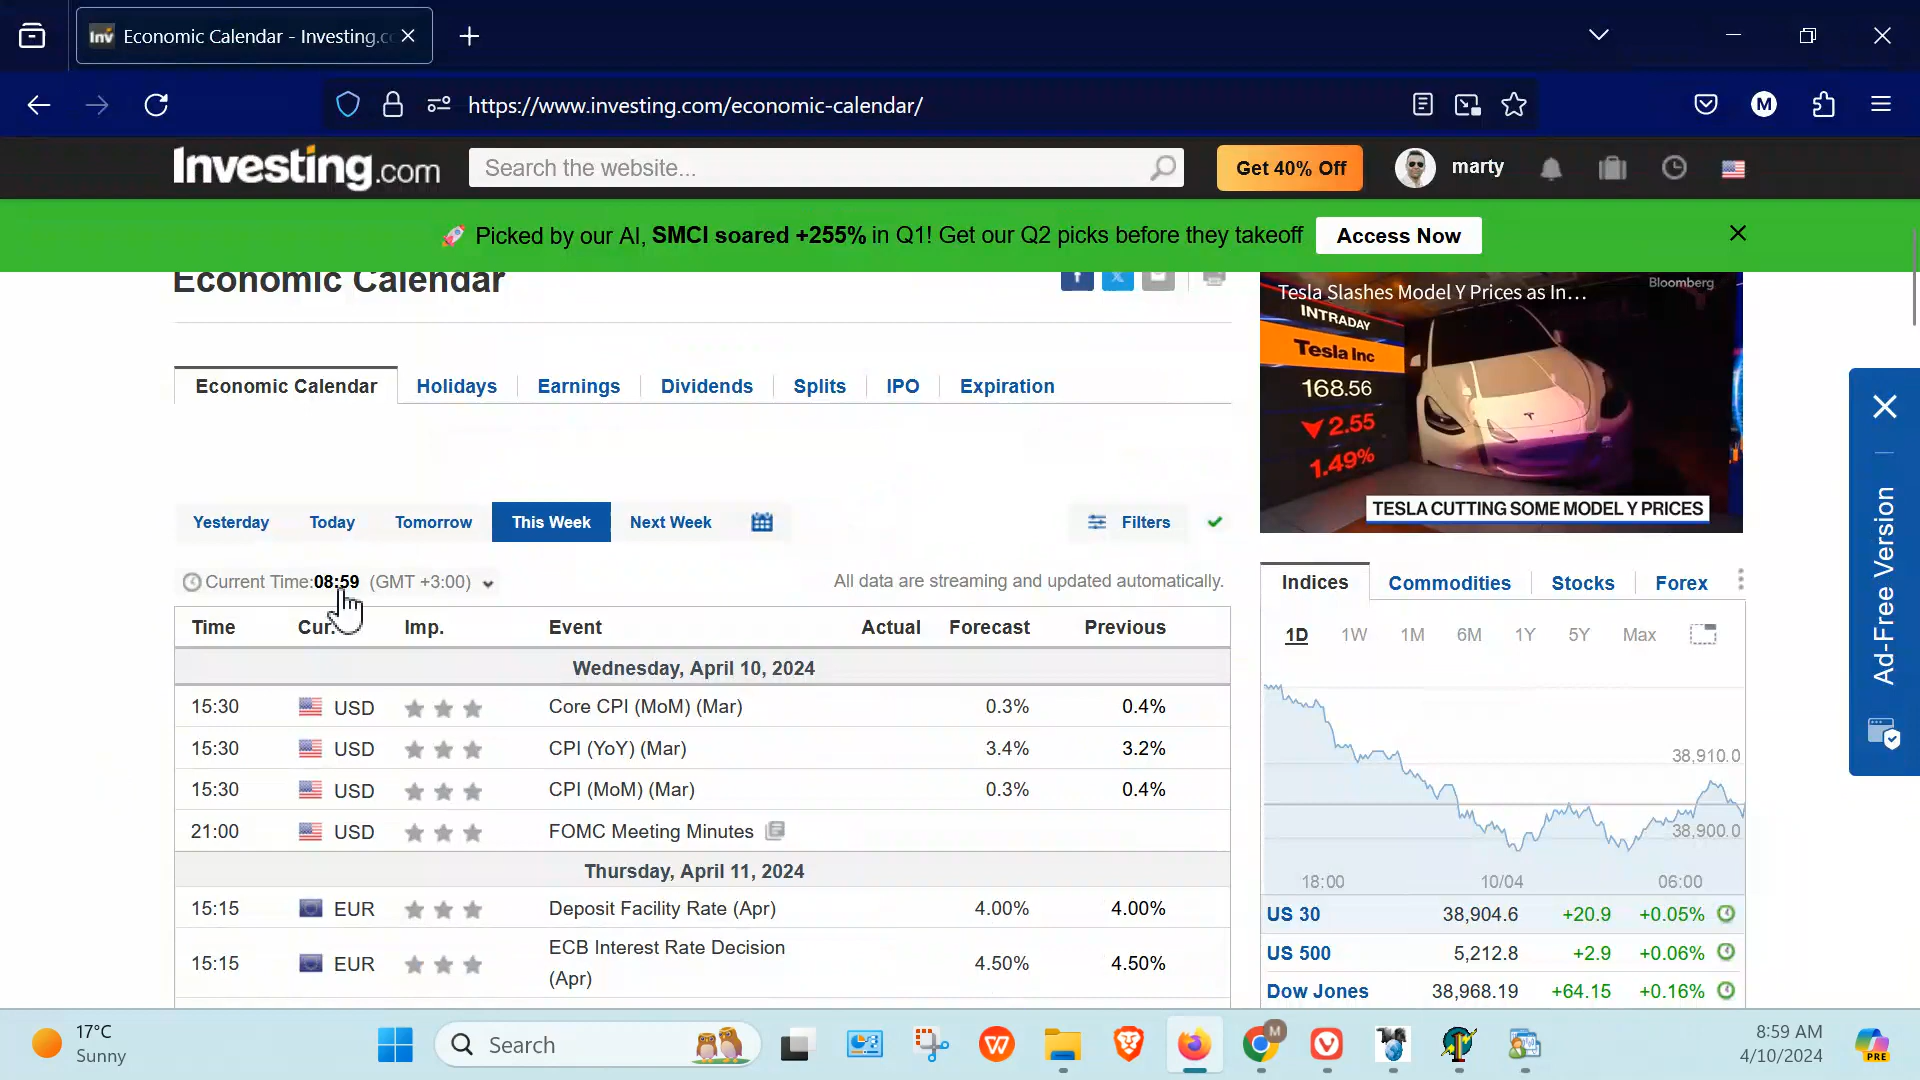 Economic Calendar - Investing.c
https://www.investing.com/economic-calendar/
M
Investing.com
Search the website...
Get 40% Off
marty
🚀 Picked by our AI, SMCI soared +255% in Q1! Get our Q2 picks before they takeoff
Access Now
Economic Calendar
Economic Calendar
Holidays
Earnings
Dividends
Splits
IPO
Expiration
Yesterday
Today
Tomorrow
This Week
Next Week
Filters
Current Time:08:59 (GMT +3:00)
All data are streaming and updated automatically.
Time Cur. Imp. Event Actual Forecast Previous
Wednesday, April 10, 2024
15:30 USD Core CPI (MoM) (Mar) 0.3% 0.4%
15:30 USD CPI (YoY) (Mar) 3.4% 3.2%
15:30 USD CPI (MoM) (Mar) 0.3% 0.4%
21:00 USD FOMC Meeting Minutes
Thursday, April 11, 2024
15:15 EUR Deposit Facility Rate (Apr) 4.00% 4.00%
15:15 EUR ECB Interest Rate Decision
(Apr) 4.50% 4.50%
Tesla Slashes Model Y Prices as In...
Bloomberg
INTRADAY
Tesla Inc
168.56
▼2.55
1.49%
TESLA CUTTING SOME MODEL Y PRICES
Indices
Commodities
Stocks
Forex
1D 1W 1M 6M 1Y 5Y Max
38,910.0
38,900.0
18:00 10/04 06:00
US 30 38,904.6 +20.9 +0.05%
US 500 5,212.8 +2.9 +0.06%
Dow Jones 38,968.19 +64.15 +0.16%
Ad-Free Version
17°C
Sunny
Search
M
8:59 AM
4/10/2024
PRE